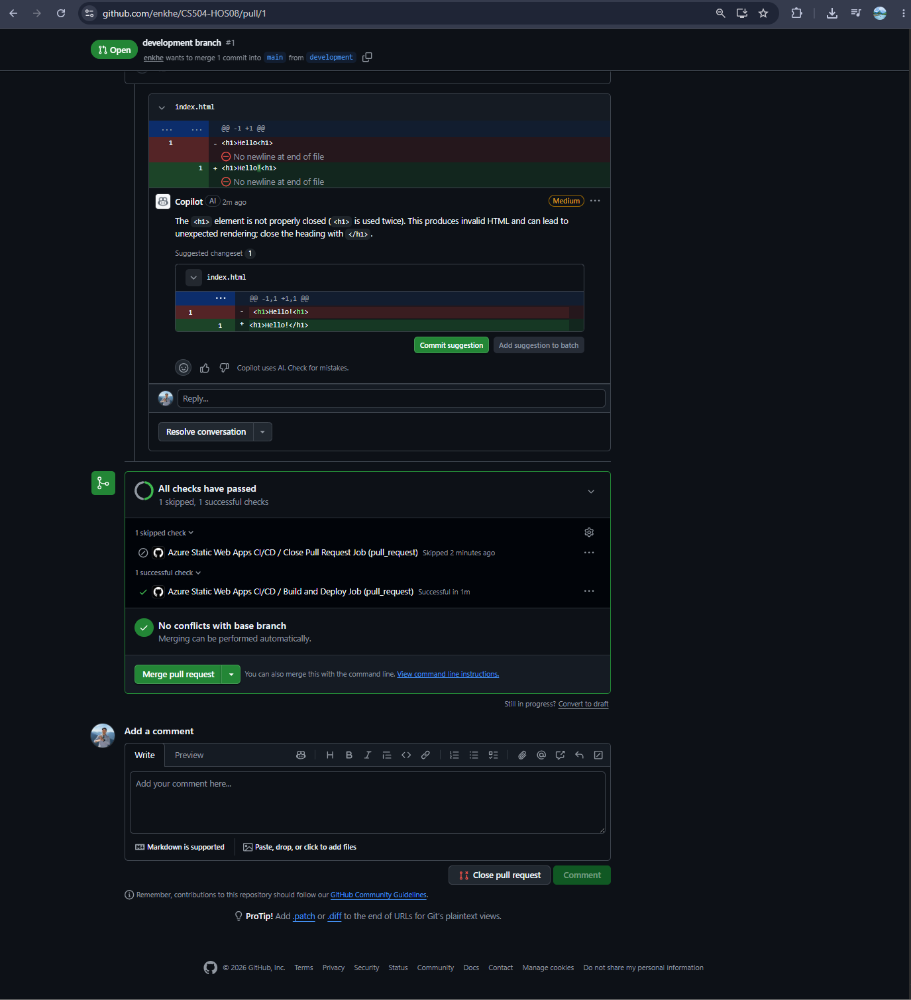 github.com/enkhe/CS504-HOS08/pull/1
Open
development branch #1
enkhe wants to merge 1 commit into main from development
index.html
... ... @@ -1 +1 @@
1 - <h1>Hello<h1>
No newline at end of file
1 + <h1>Hello!<h1>
No newline at end of file
Copilot AI 2m ago Medium ...
The <h1> element is not properly closed (<h1> is used twice). This produces invalid HTML and can lead to
unexpected rendering; close the heading with </h1>.
Suggested changeset 1
index.html
... @@ -1,1 +1,1 @@
1 - <h1>Hello!<h1>
1 + <h1>Hello!</h1>
Commit suggestion Add suggestion to batch
Copilot uses AI. Check for mistakes.
Reply...
Resolve conversation
All checks have passed
1 skipped, 1 successful checks
1 skipped check
Azure Static Web Apps CI/CD / Close Pull Request Job (pull_request) Skipped 2 minutes ago ...
1 successful check
Azure Static Web Apps CI/CD / Build and Deploy Job (pull_request) Successful in 1m ...
No conflicts with base branch
Merging can be performed automatically.
Merge pull request You can also merge this with the command line. View command line instructions.
Still in progress? Convert to draft
Add a comment
Write Preview H B I
Add your comment here...
Markdown is supported Paste, drop, or click to add files
Close pull request Comment
Remember, contributions to this repository should follow our GitHub Community Guidelines.
ProTip! Add .patch or .diff to the end of URLs for Git's plaintext views.
© 2026 GitHub, Inc. Terms Privacy Security Status Community Docs Contact Manage cookies Do not share my personal information